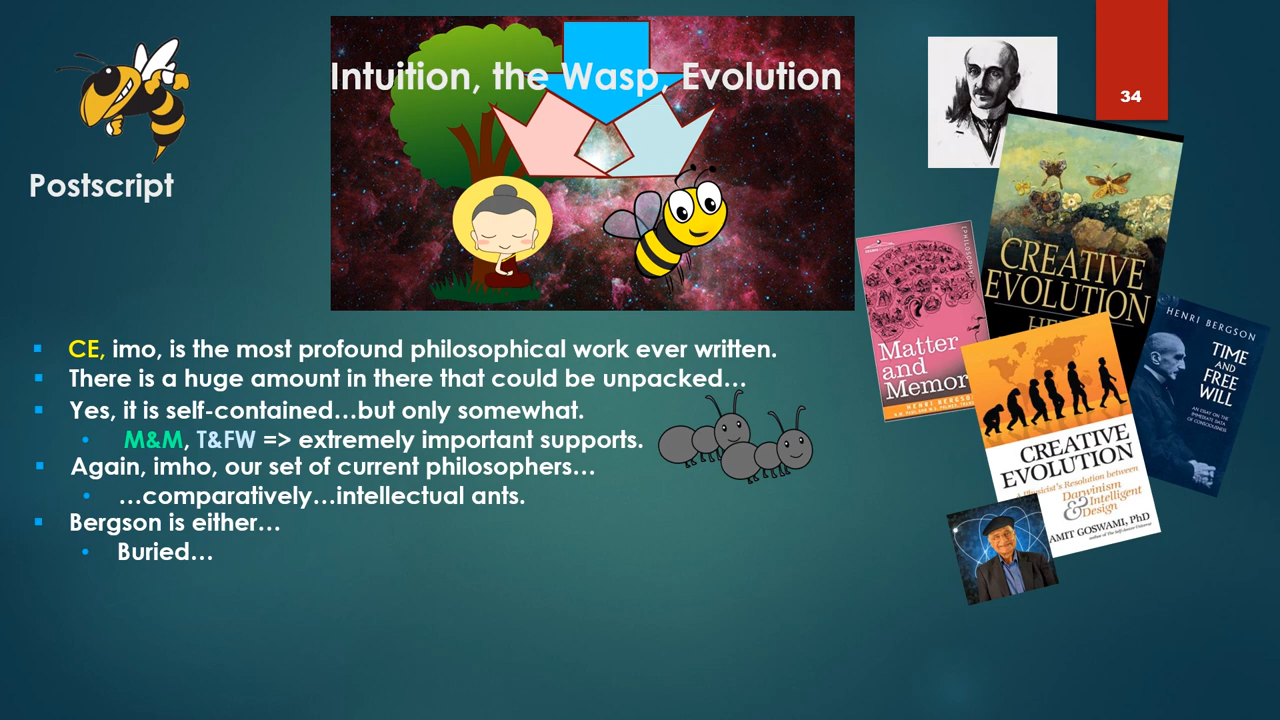 Intuition, the Wasp, Evolution
34
Postscript
CE, imo, is the most profound philosophical work ever written.
There is a huge amount in there that could be unpacked…
Yes, it is self-contained…but only somewhat.
M&M, T&FW => extremely important supports.
Again, imho, our set of current philosophers…
…comparatively…intellectual ants.
Bergson is either…
Buried…
CREATIVE
EVOLUTION
PHILOSOPHY
Matter
and
Memor
HENRI BERGSO
HENRI BERGSON
TIME
AND
FREE
WILL
AN ESSAY ON THE
IMMEDIATE DATA
OF CONSCIOUSNESS
CREATIVE
EVOLUTION
A Physicist's Resolution between
Darwinism
& Intelligent
Design
AMIT GOSWAMI, PhD